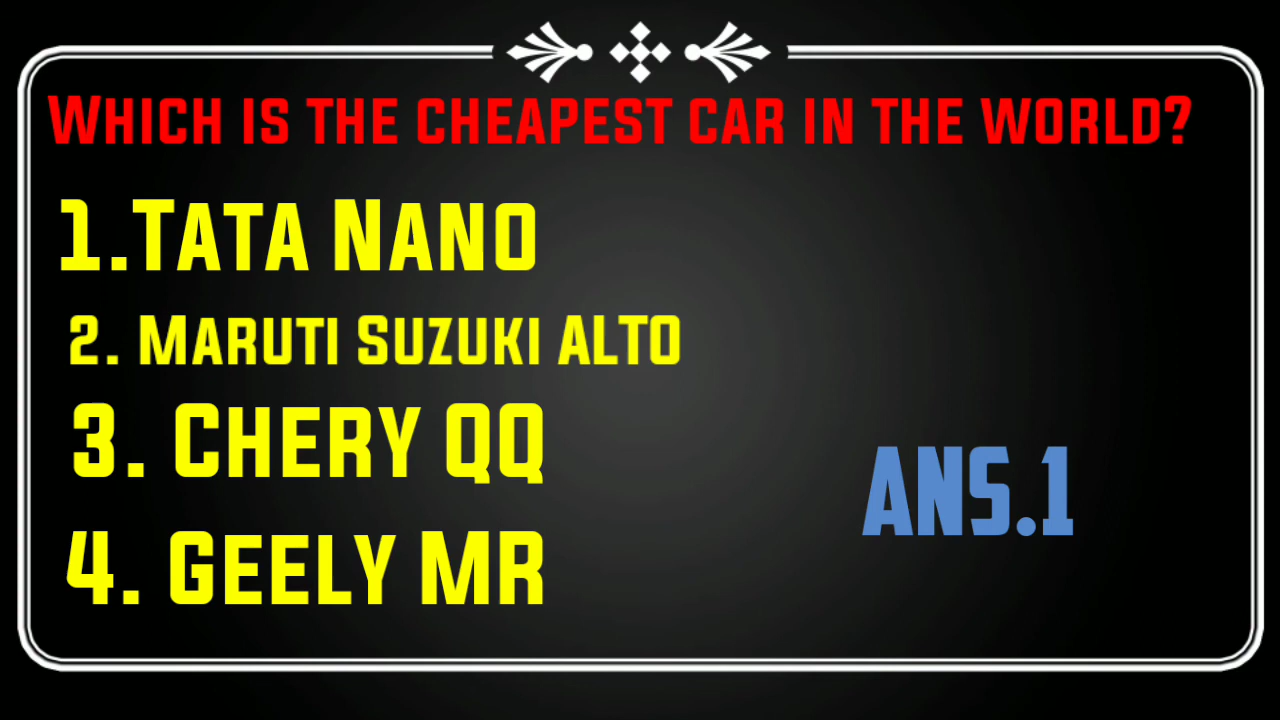 Which is the cheapest car in the world?
1.Tata Nano
2. Maruti Suzuki ALTO
3. Chery QQ
4. Geely MR
ANS.1